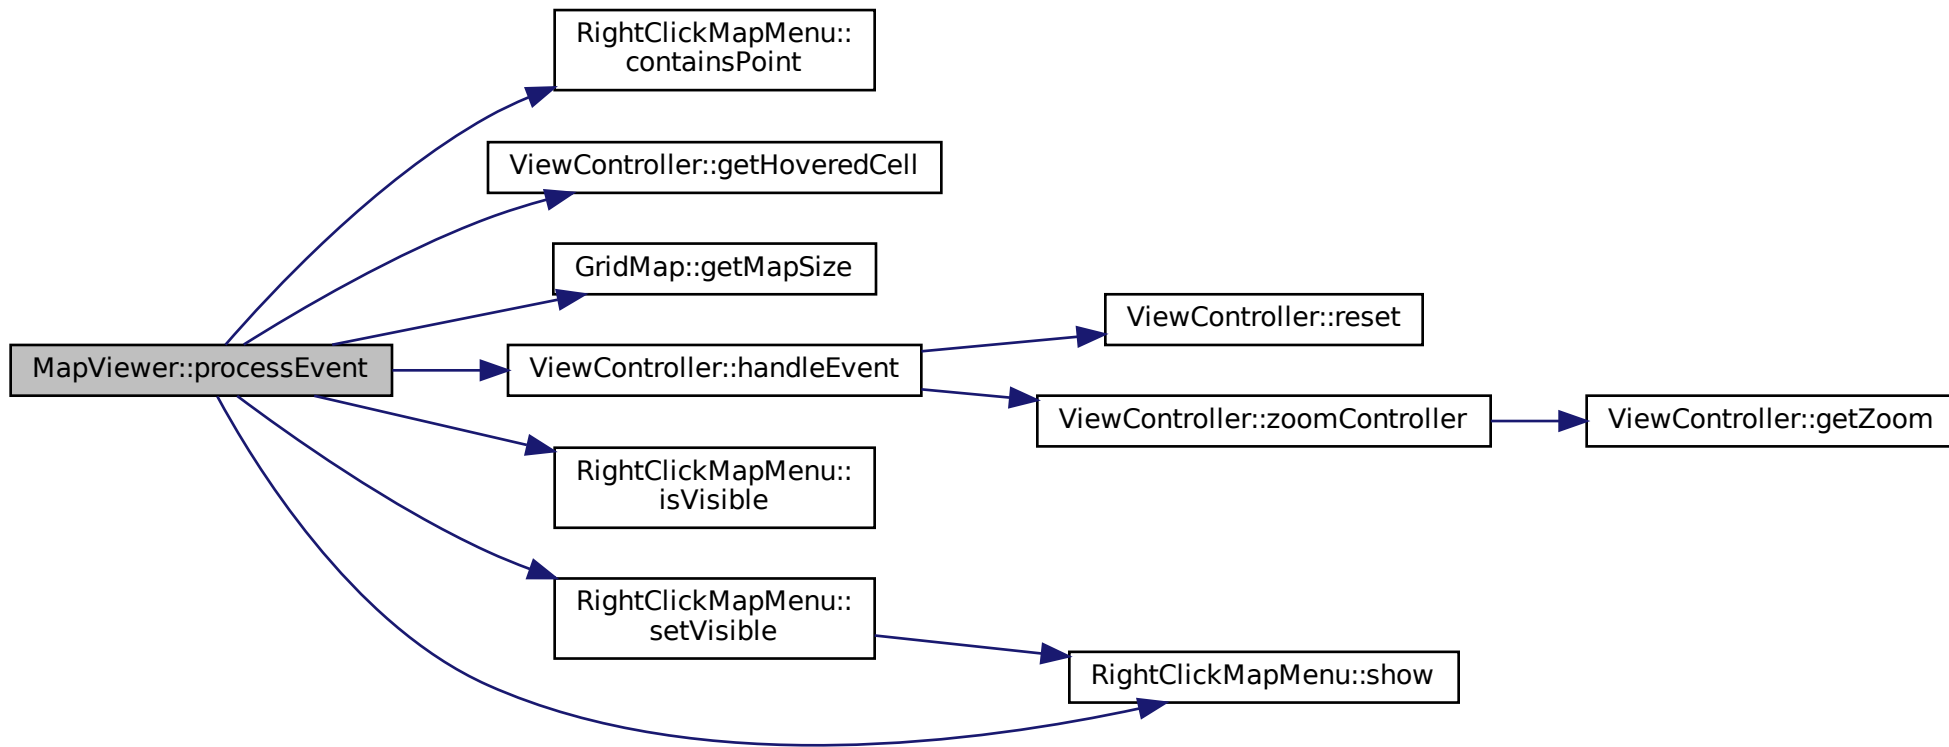 RightClickMapMenu::
containsPoint
ViewController::getHoveredCell
GridMap::getMapSize
ViewController::reset
MapViewer::processEvent
ViewController::handleEvent
ViewController::zoomController
ViewController::getZoom
RightClickMapMenu::
isVisible
RightClickMapMenu::
setVisible
RightClickMapMenu::show